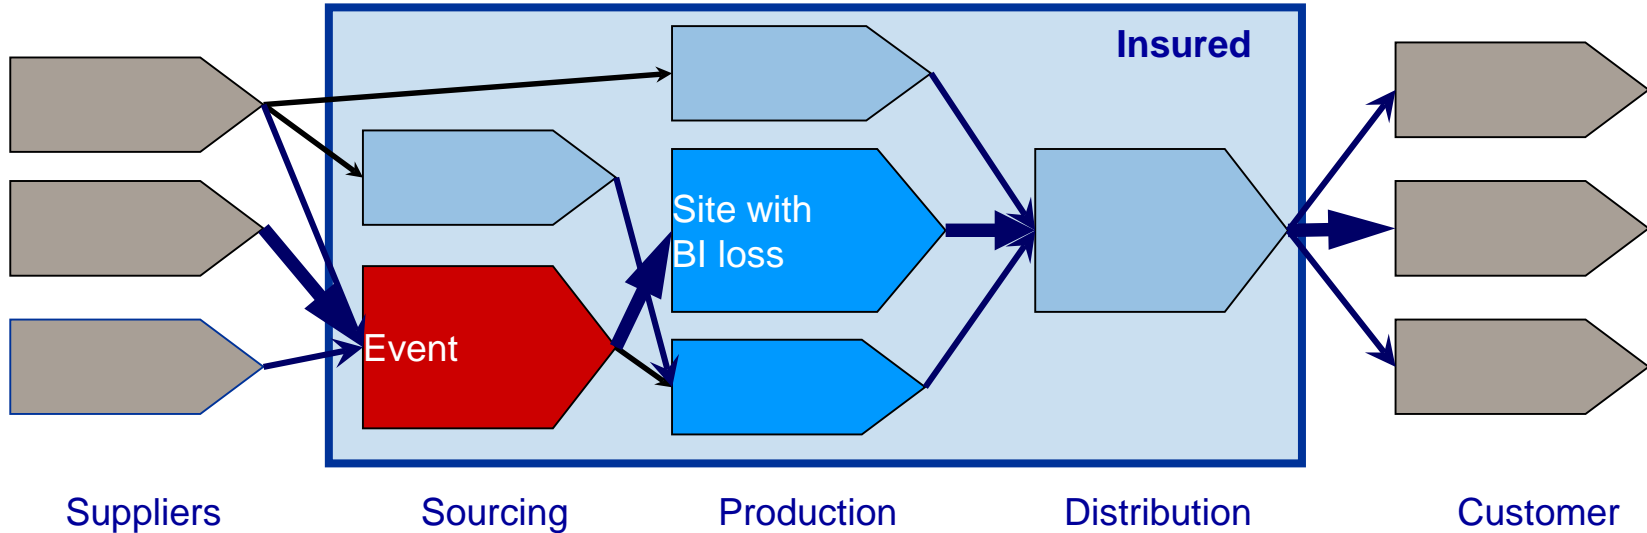 Insured
Site with
BI loss
Event
Suppliers
Sourcing
Production
Distribution
Customer